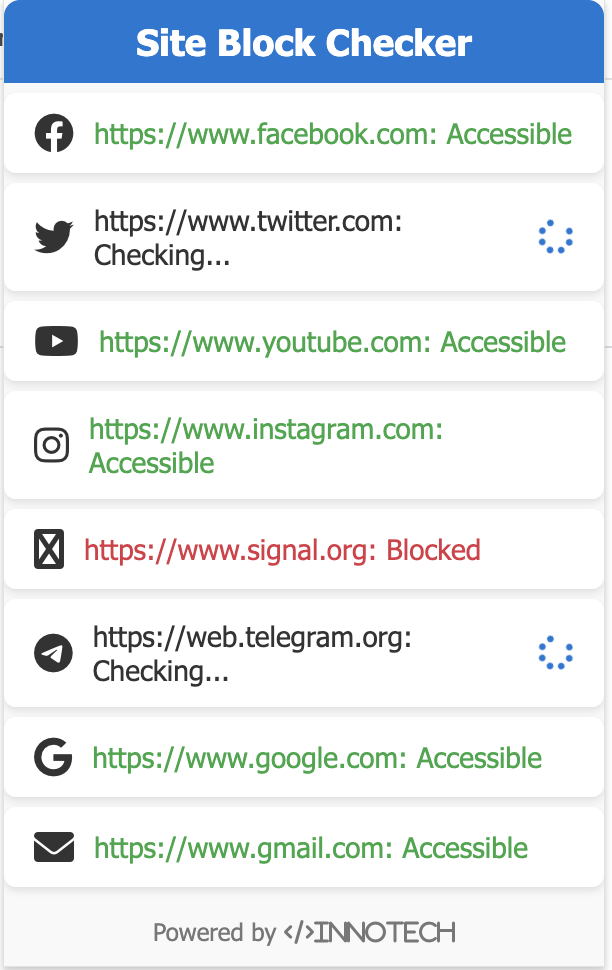 Site Block Checker
https://www.facebook.com: Accessible
https://www.twitter.com:
Checking...
https://www.youtube.com: Accessible
https://www.instagram.com:
Accessible
https://www.signal.org: Blocked
https://web.telegram.org:
Checking...
https://www.google.com: Accessible
https://www.gmail.com: Accessible
Powered by </>INNOTECH